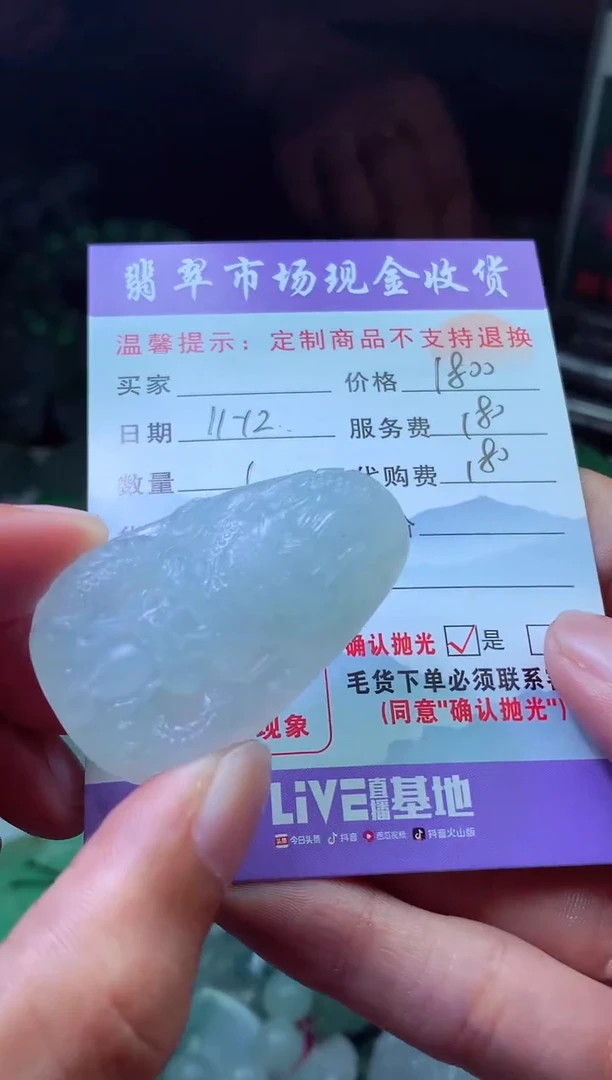 翡翠市场现金收货
温馨提示：定制商品不支持退换
买家 价格 1800
日期 11-12 服务费 180
数量 1 代购费 180
价
确认抛光 ☑是 □
毛货下单必须联系
现象 (同意"确认抛光")
LiVE直播基地
今日头条 抖音 西瓜视频 抖音火山版